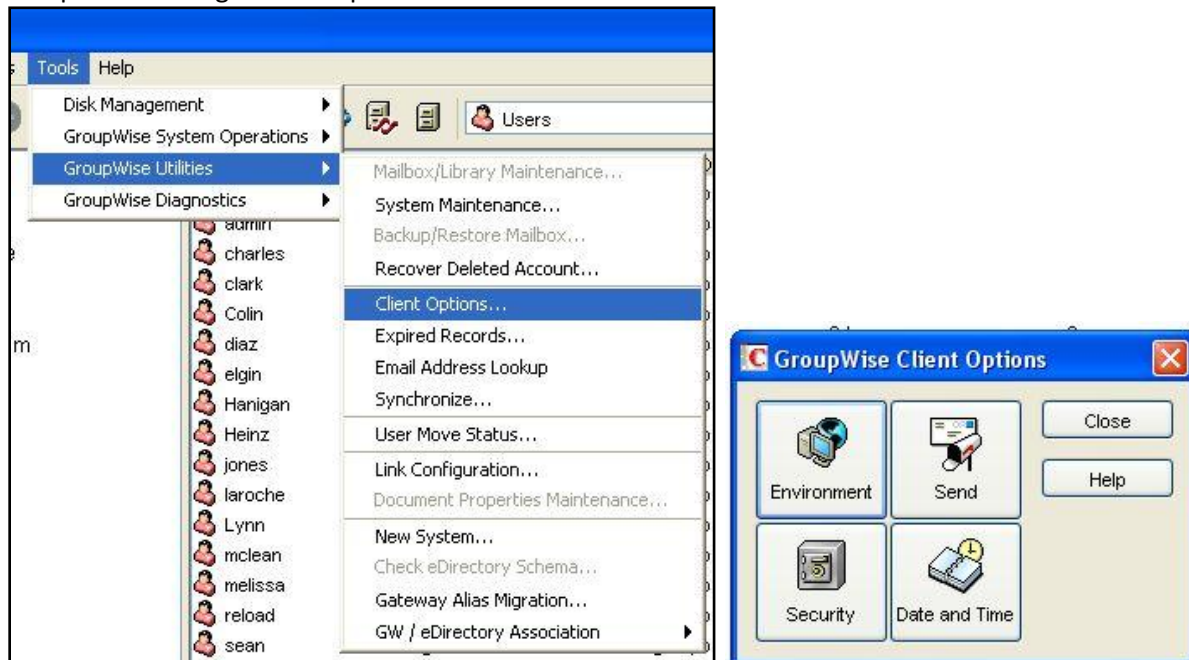 Tools Help
Disk Management
GroupWise System Operations
GroupWise Utilities
GroupWise Diagnostics
Users
Mailbox/Library Maintenance...
System Maintenance...
Backup/Restore Mailbox...
Recover Deleted Account...
Client Options...
Expired Records...
Email Address Lookup
Synchronize...
User Move Status...
Link Configuration...
Document Properties Maintenance...
New System...
Check eDirectory Schema...
Gateway Alias Migration...
GW / eDirectory Association
admin
charles
clark
Colin
diaz
elgin
Hanigan
Heinz
jones
laroche
Lynn
mclean
melissa
reload
sean
m
GroupWise Client Options
Environment
Send
Close
Help
Security
Date and Time